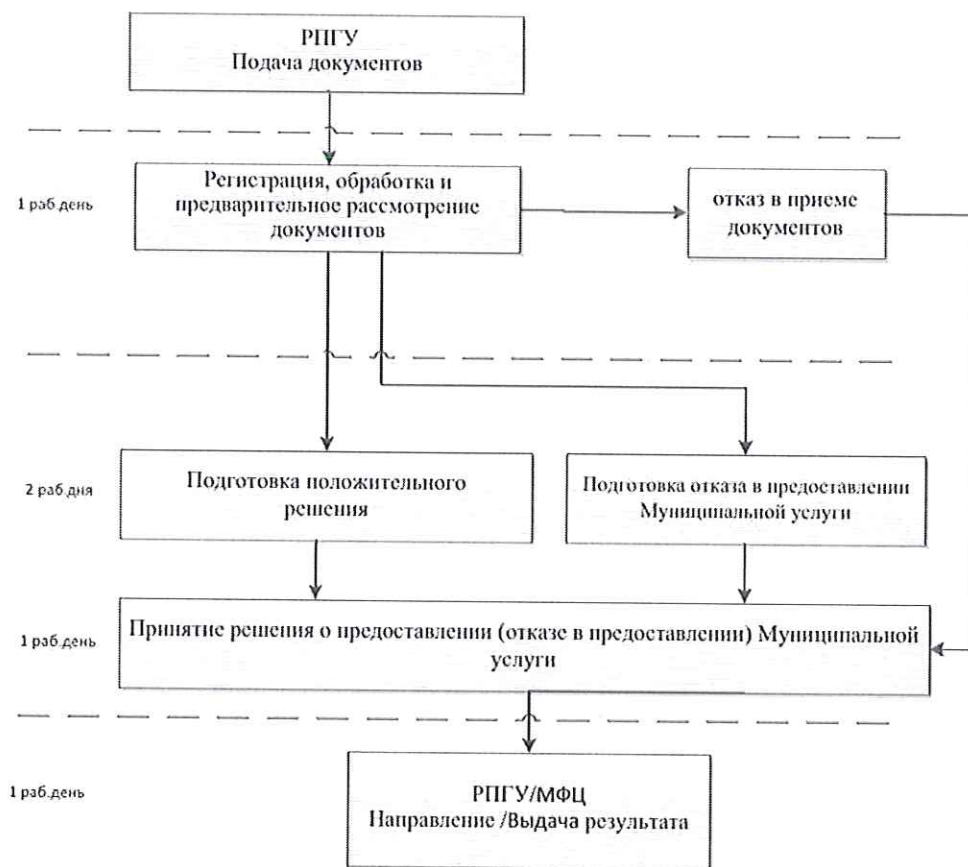 РПГУ
Подача документов
1 раб.день
Регистрация, обработка и
предварительное рассмотрение
документов
отказ в приеме
документов
2 раб.дня
Подготовка положительного
решения
Подготовка отказа в предоставлении
Муниципальной услуги
1 раб.день
Принятие решения о предоставлении (отказе в предоставлении) Муниципальной
услуги
1 раб.день
РПГУ/МФЦ
Направление /Выдача результата